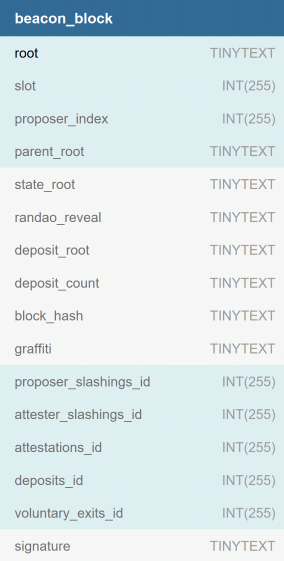 beacon_block
root TINYTEXT
slot INT(255)
proposer_index INT(255)
parent_root TINYTEXT
state_root TINYTEXT
randao_reveal TINYTEXT
deposit_root TINYTEXT
deposit_count TINYTEXT
block_hash TINYTEXT
graffiti TINYTEXT
proposer_slashings_id INT(255)
attester_slashings_id INT(255)
attestations_id INT(255)
deposits_id INT(255)
voluntary_exits_id INT(255)
signature TINYTEXT